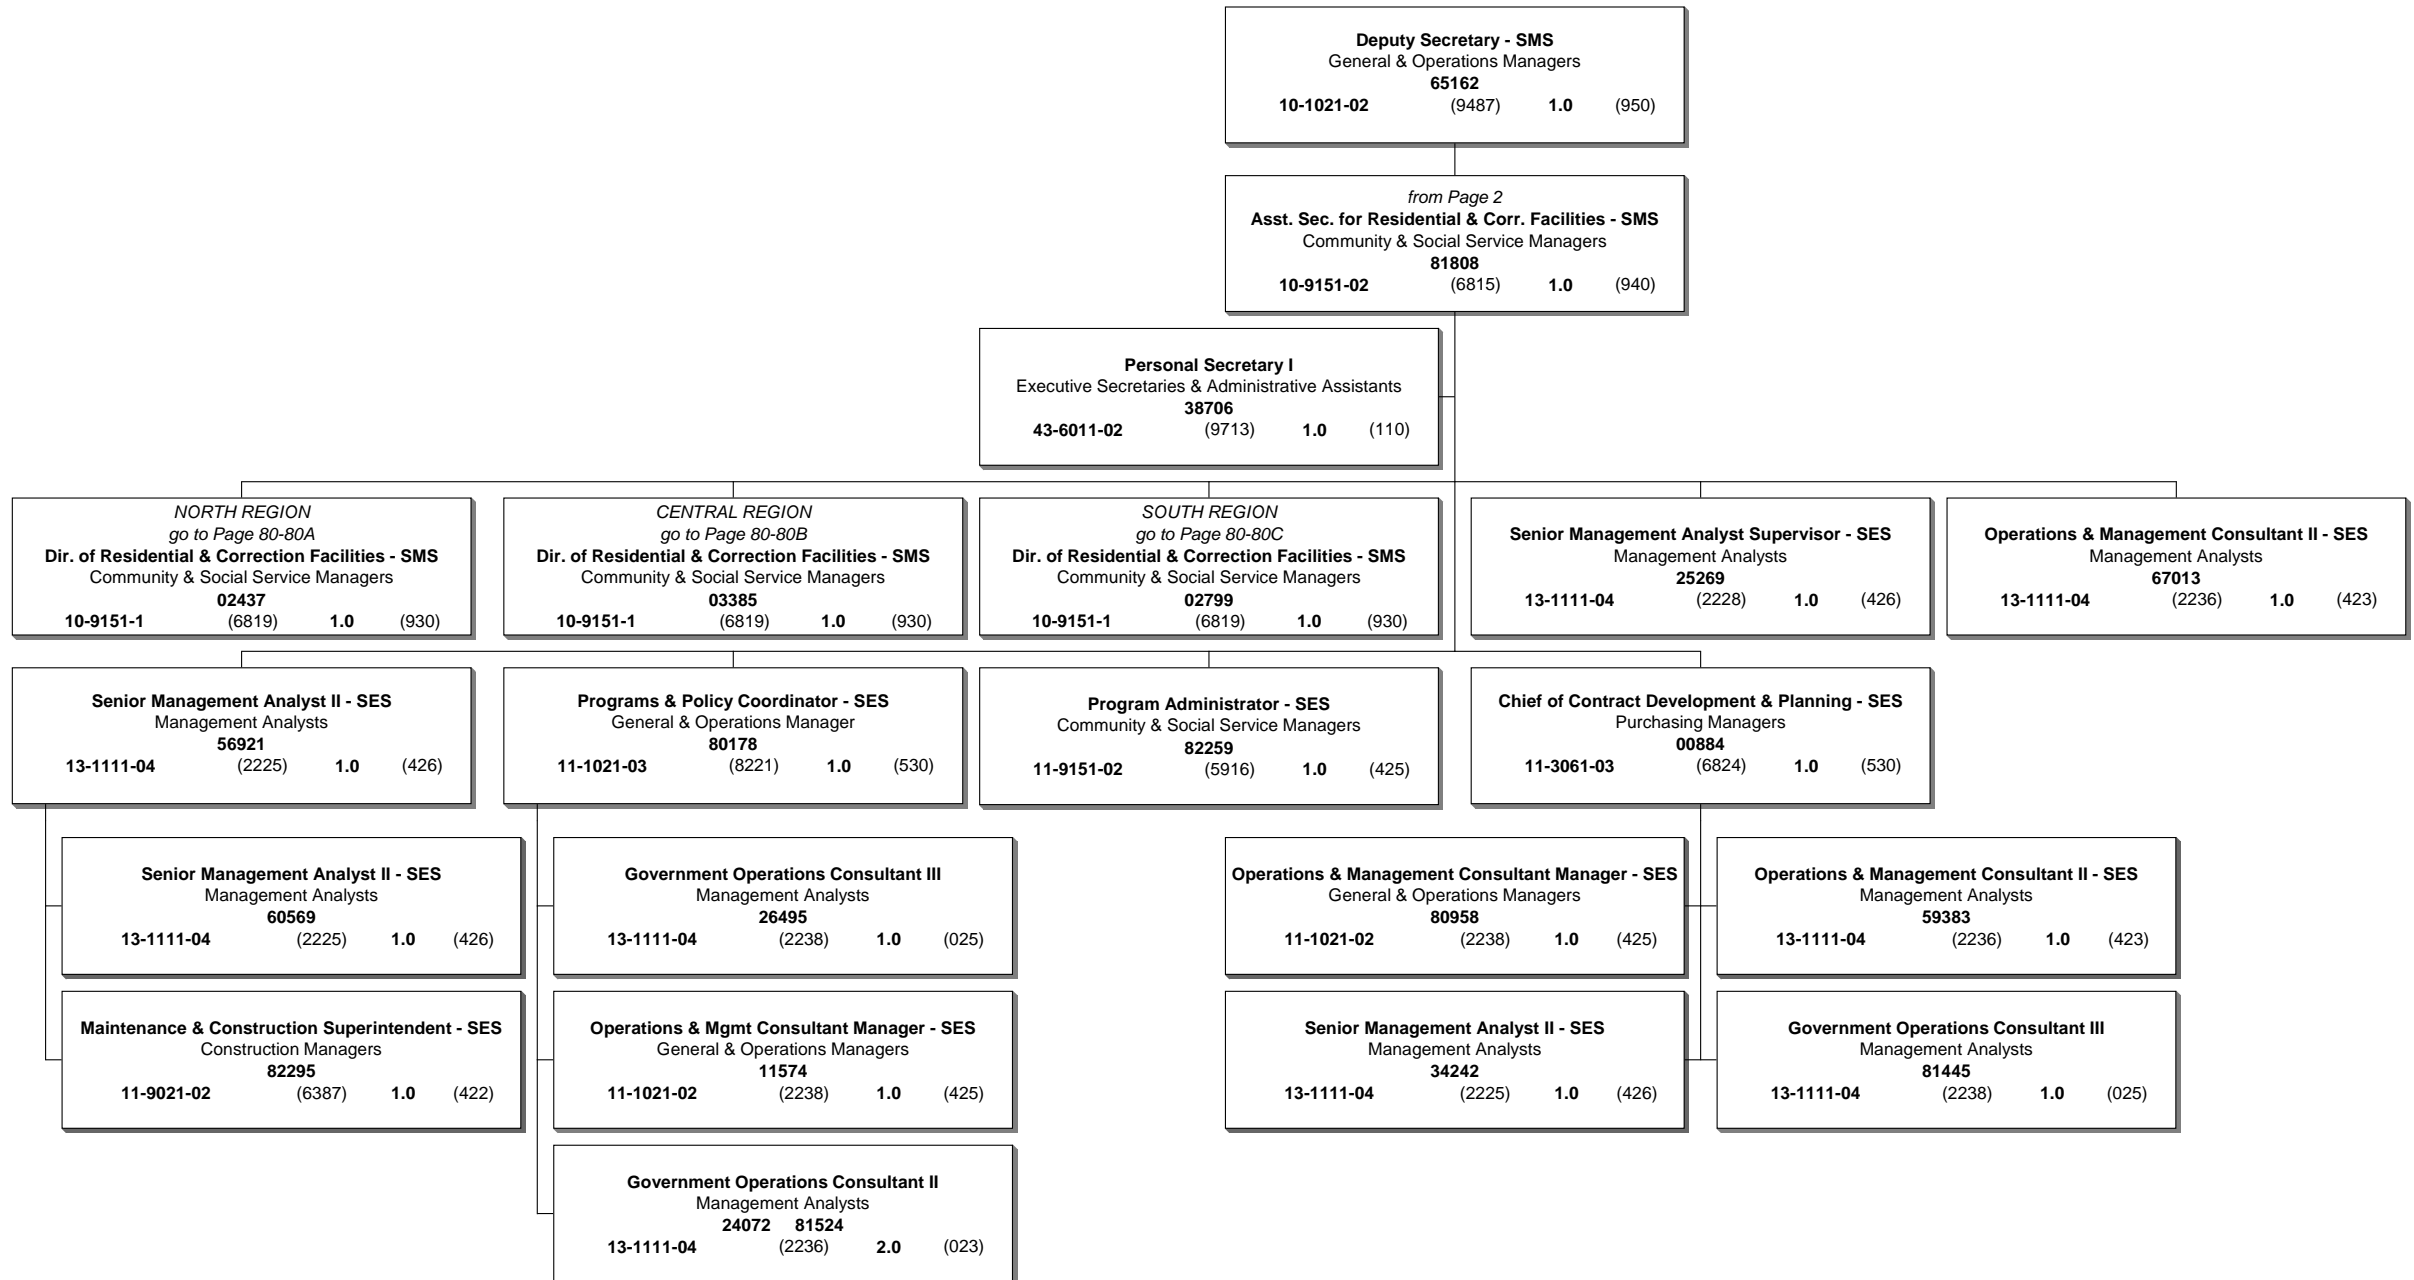 Deputy Secretary - SMS
General & Operations Managers
65162
10-1021-02 (9487) 1.0 (950)
from Page 2
Asst. Sec. for Residential & Corr. Facilities - SMS
Community & Social Service Managers
81808
10-9151-02 (6815) 1.0 (940)
Personal Secretary I
Executive Secretaries & Administrative Assistants
38706
43-6011-02 (9713) 1.0 (110)
NORTH REGION
go to Page 80-80A
Dir. of Residential & Correction Facilities - SMS
Community & Social Service Managers
02437
10-9151-1 (6819) 1.0 (930)
CENTRAL REGION
go to Page 80-80B
Dir. of Residential & Correction Facilities - SMS
Community & Social Service Managers
03385
10-9151-1 (6819) 1.0 (930)
SOUTH REGION
go to Page 80-80C
Dir. of Residential & Correction Facilities - SMS
Community & Social Service Managers
02799
10-9151-1 (6819) 1.0 (930)
Senior Management Analyst Supervisor - SES
Management Analysts
25269
13-1111-04 (2228) 1.0 (426)
Operations & Management Consultant II - SES
Management Analysts
67013
13-1111-04 (2236) 1.0 (423)
Senior Management Analyst II - SES
Management Analysts
56921
13-1111-04 (2225) 1.0 (426)
Programs & Policy Coordinator - SES
General & Operations Manager
80178
11-1021-03 (8221) 1.0 (530)
Program Administrator - SES
Community & Social Service Managers
82259
11-9151-02 (5916) 1.0 (425)
Chief of Contract Development & Planning - SES
Purchasing Managers
00884
11-3061-03 (6824) 1.0 (530)
Senior Management Analyst II - SES
Management Analysts
60569
13-1111-04 (2225) 1.0 (426)
Government Operations Consultant III
Management Analysts
26495
13-1111-04 (2238) 1.0 (025)
Operations & Management Consultant Manager - SES
General & Operations Managers
80958
11-1021-02 (2238) 1.0 (425)
Operations & Management Consultant II - SES
Management Analysts
59383
13-1111-04 (2236) 1.0 (423)
Maintenance & Construction Superintendent - SES
Construction Managers
82295
11-9021-02 (6387) 1.0 (422)
Operations & Mgmt Consultant Manager - SES
General & Operations Managers
11574
11-1021-02 (2238) 1.0 (425)
Senior Management Analyst II - SES
Management Analysts
34242
13-1111-04 (2225) 1.0 (426)
Government Operations Consultant III
Management Analysts
81445
13-1111-04 (2238) 1.0 (025)
Government Operations Consultant II
Management Analysts
24072 81524
13-1111-04 (2236) 2.0 (023)